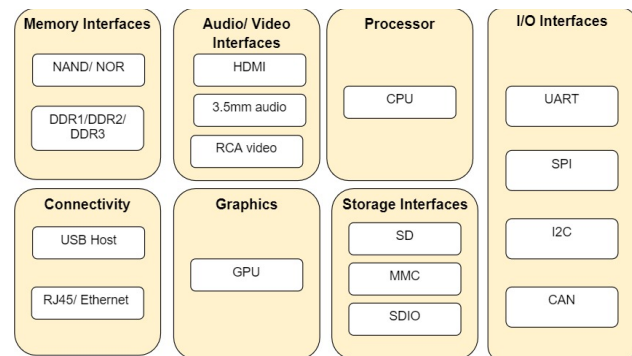 Memory Interfaces
NAND/ NOR
DDR1/DDR2/
DDR3
Audio/ Video
Interfaces
HDMI
3.5mm audio
RCA video
Processor
CPU
I/O Interfaces
UART
SPI
I2C
CAN
Connectivity
USB Host
RJ45/ Ethernet
Graphics
GPU
Storage Interfaces
SD
MMC
SDIO